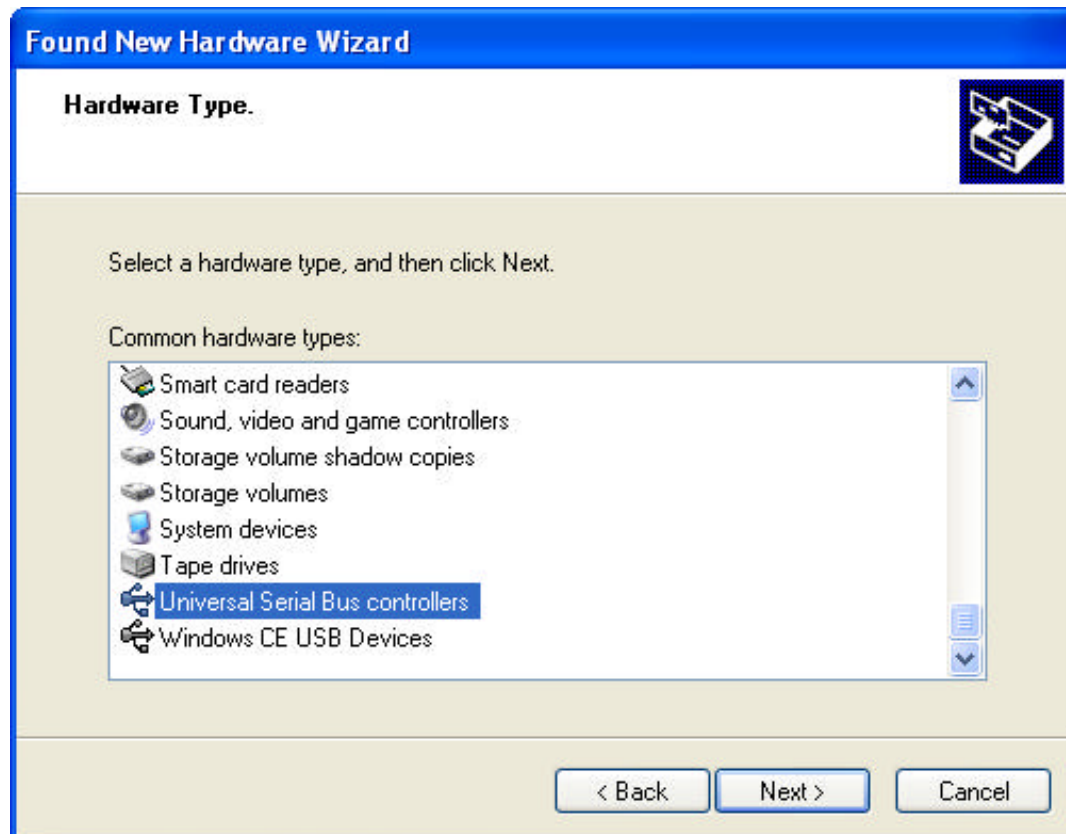 Found New Hardware Wizard
Hardware Type.
Select a hardware type, and then click Next.
Common hardware types:
Smart card readers
Sound, video and game controllers
Storage volume shadow copies
Storage volumes
System devices
Tape drives
Universal Serial Bus controllers
Windows CE USB Devices
< Back Next > Cancel